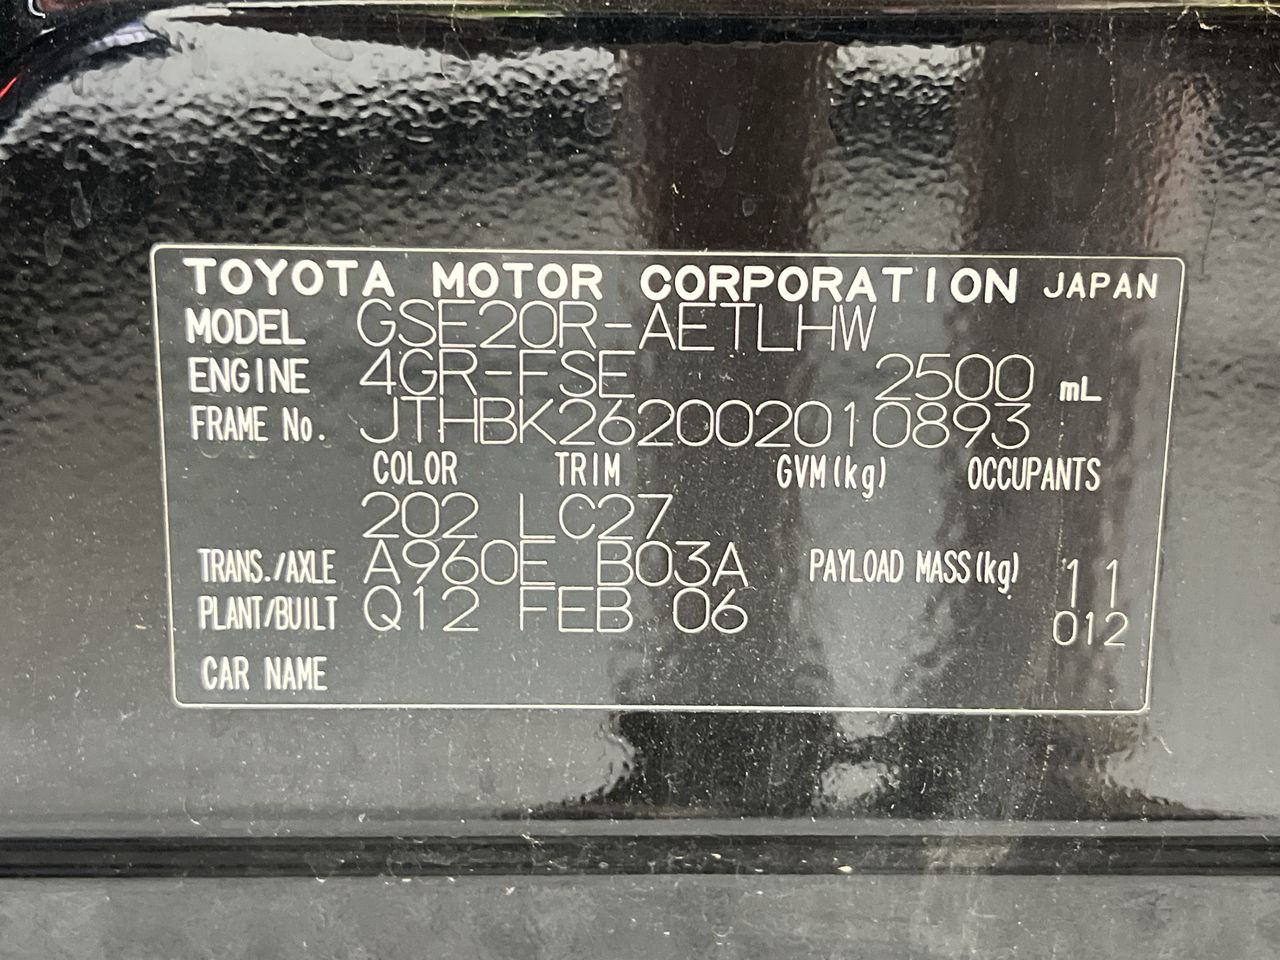 TOYOTA MOTOR CORPORATION JAPAN
MODEL GSE20R-AETLHW
ENGINE 4GR-FSE 2500 mL
FRAME No. JTHBK262002010893
COLOR TRIM GVM(kg) OCCUPANTS
202 LC27
TRANS./AXLE A960E B03A PAYLOAD MASS(kg) 11
PLANT/BUILT Q12 FEB 06 012
CAR NAME